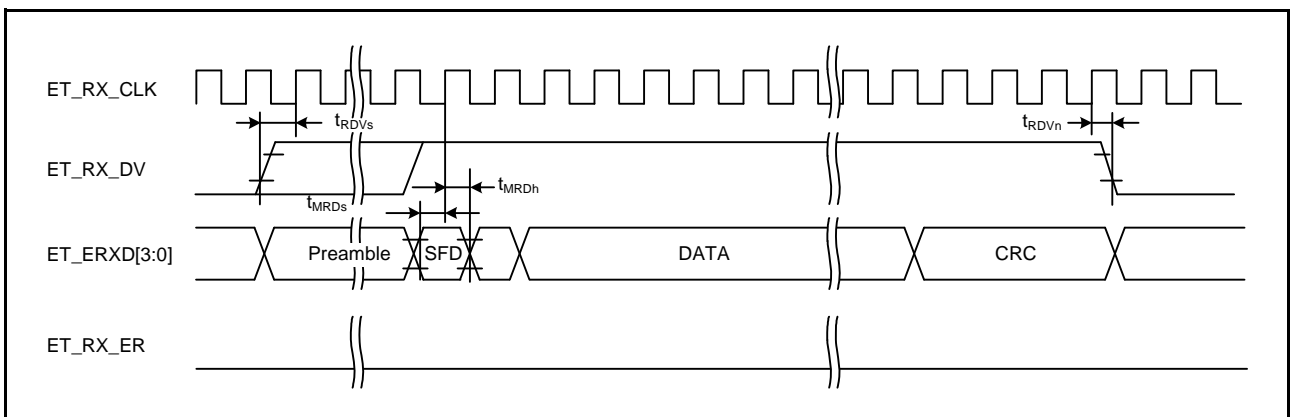 ET_RX_CLK
t_RDVs
t_RDVn
ET_RX_DV
t_MRDh
t_MRDs
ET_ERXD[3:0]
Preamble
SFD
DATA
CRC
ET_RX_ER